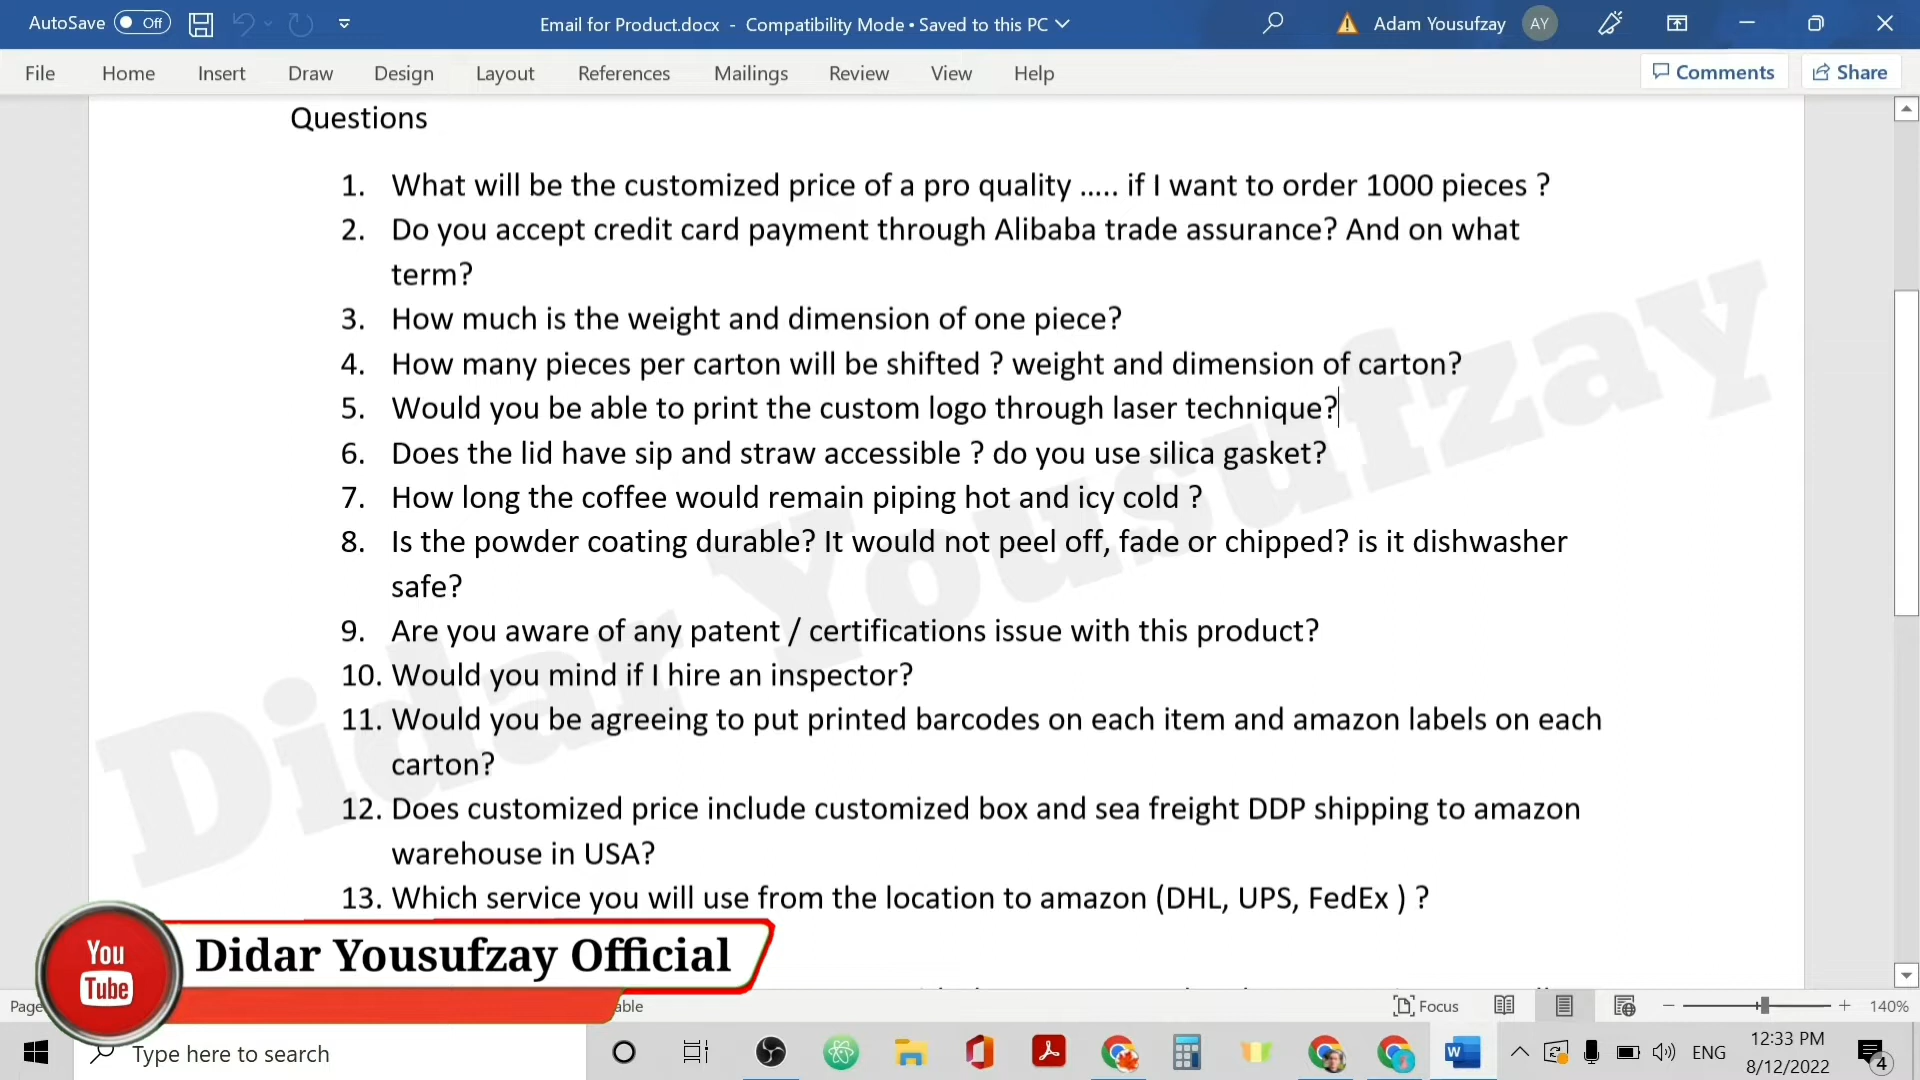 AutoSave Off Email for Product.docx - Compatibility Mode • Saved to this PC Adam Yousufzay AY
File Home Insert Draw Design Layout References Mailings Review View Help Comments Share
Questions
1. What will be the customized price of a pro quality ..... if I want to order 1000 pieces ?
2. Do you accept credit card payment through Alibaba trade assurance? And on what
term?
3. How much is the weight and dimension of one piece?
4. How many pieces per carton will be shifted ? weight and dimension of carton?
5. Would you be able to print the custom logo through laser technique?
6. Does the lid have sip and straw accessible ? do you use silica gasket?
7. How long the coffee would remain piping hot and icy cold ?
8. Is the powder coating durable? It would not peel off, fade or chipped? is it dishwasher
safe?
9. Are you aware of any patent / certifications issue with this product?
10. Would you mind if I hire an inspector?
11. Would you be agreeing to put printed barcodes on each item and amazon labels on each
carton?
12. Does customized price include customized box and sea freight DDP shipping to amazon
warehouse in USA?
13. Which service you will use from the location to amazon (DHL, UPS, FedEx ) ?
Didar Yousufzay
You
Tube
Didar Yousufzay Official
Page
Focus 140%
Type here to search
W
ENG
12:33 PM
8/12/2022
4